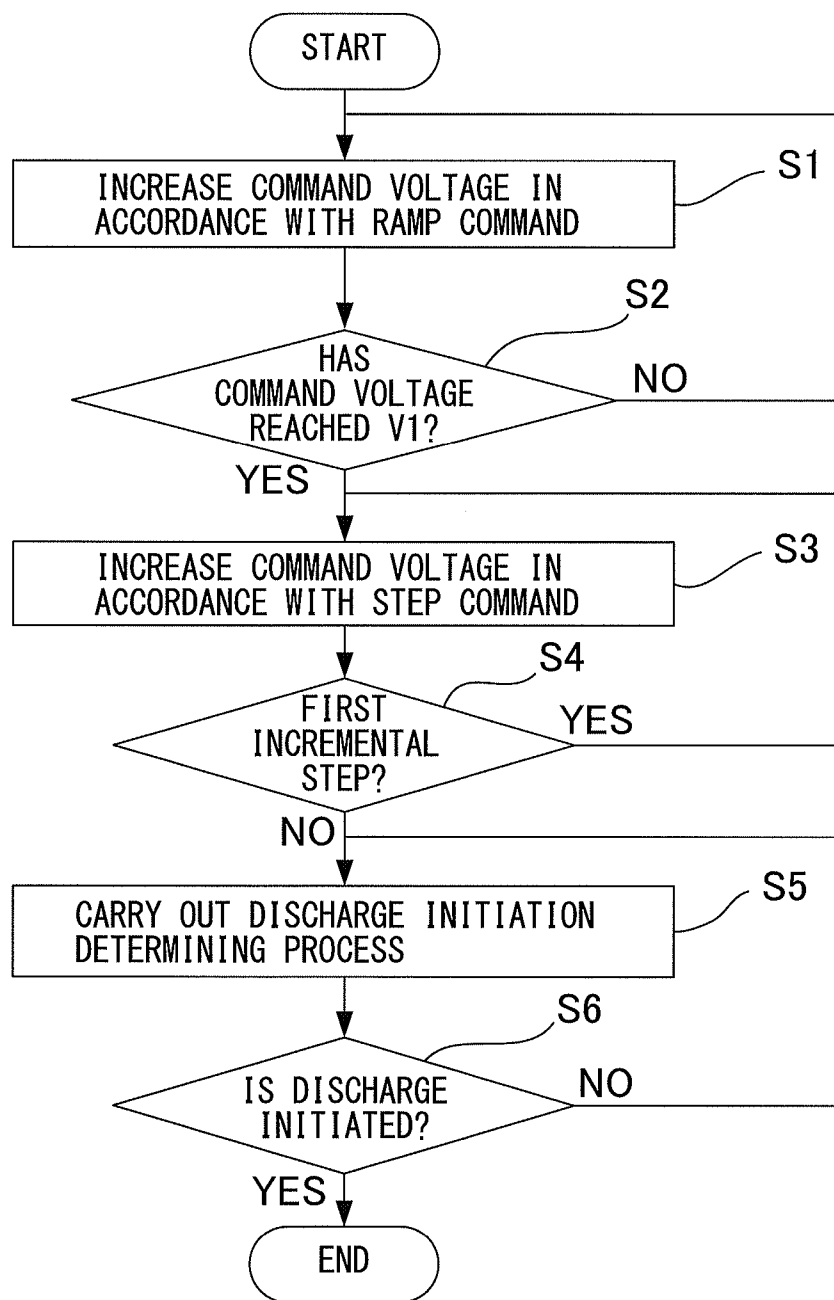 START
S1
INCREASE COMMAND VOLTAGE IN
ACCORDANCE WITH RAMP COMMAND
S2
HAS
COMMAND VOLTAGE
REACHED V1?
NO
YES
S3
INCREASE COMMAND VOLTAGE IN
ACCORDANCE WITH STEP COMMAND
S4
FIRST
INCREMENTAL
STEP?
YES
NO
S5
CARRY OUT DISCHARGE INITIATION
DETERMINING PROCESS
S6
IS DISCHARGE
INITIATED?
NO
YES
END